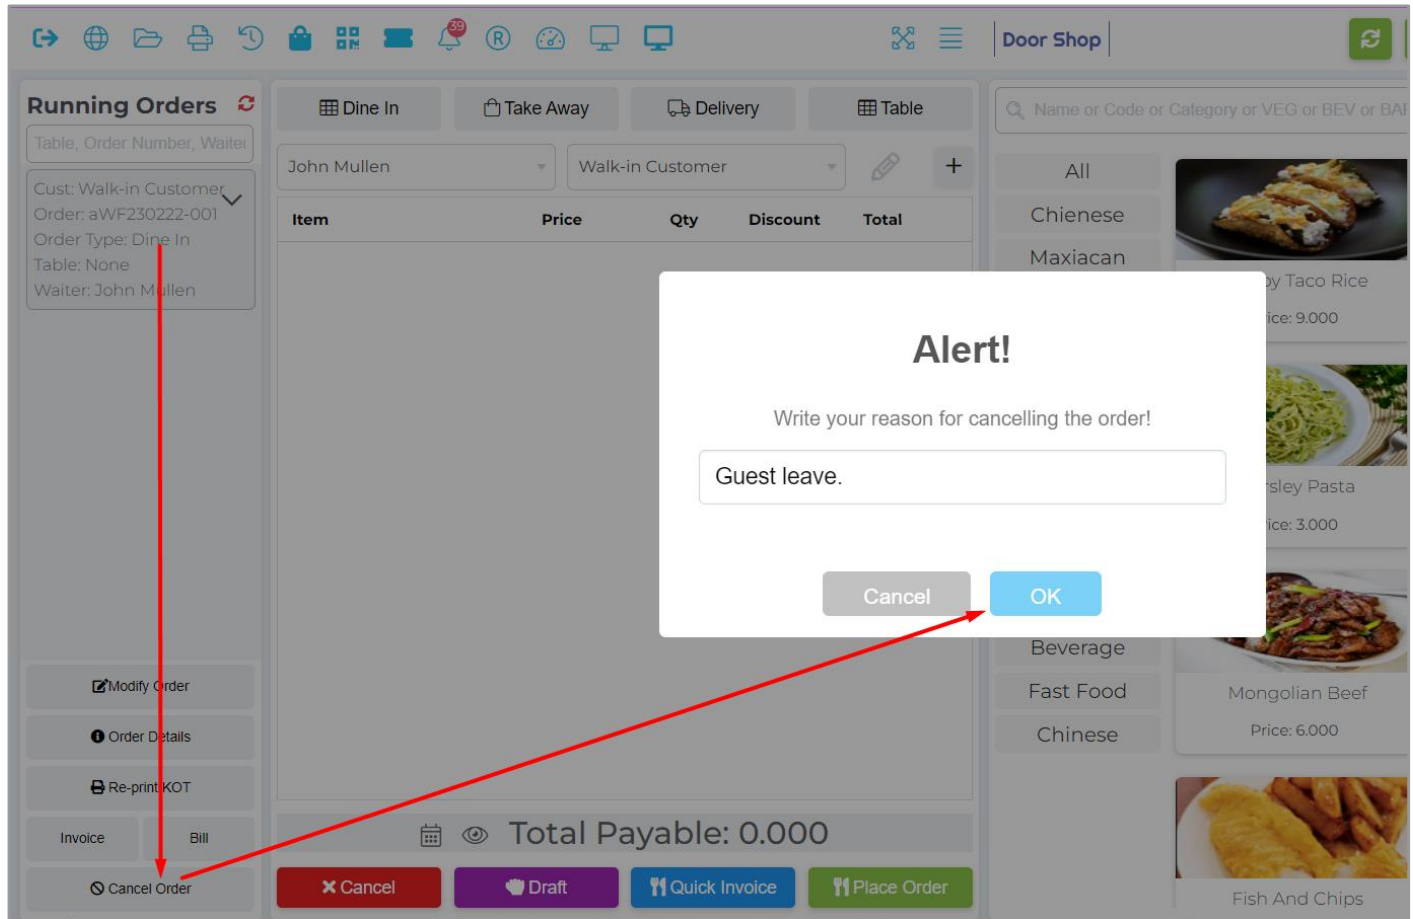 39
R
Door Shop
Running Orders
Table, Order Number, Waiter
Cust: Walk-in Customer
Order: aWF230222-001
Order Type: Dine In
Table: None
Waiter: John Mullen
Dine In
Take Away
Delivery
Table
John Mullen
Walk-in Customer
+
Item Price Qty Discount Total
Name or Code or Category or VEG or BEV or BAR
All
Chienese
Maxiacan
Beverage
Fast Food
Chinese
Taco Rice
9.000
Pasta
3.000
Mongolian Beef
Price: 6.000
Fish And Chips
Alert!
Write your reason for cancelling the order!
Guest leave.
Cancel
OK
Modify Order
Order Details
Re-print KOT
Invoice
Bill
Cancel Order
Total Payable: 0.000
Cancel
Draft
Quick Invoice
Place Order